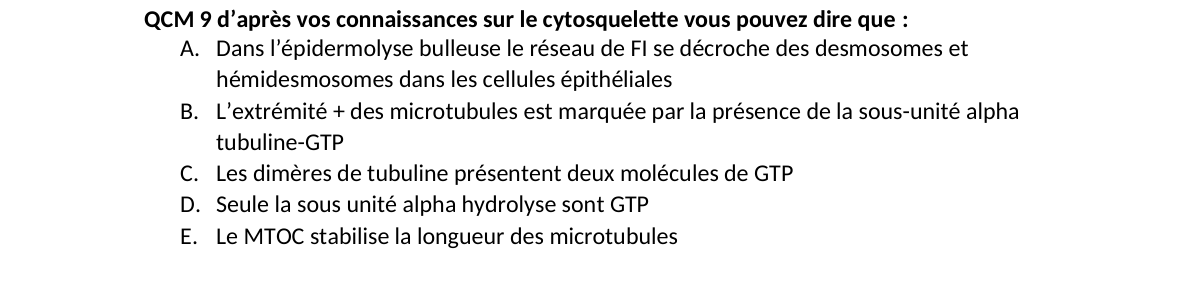 QCM 9 d’après vos connaissances sur le cytosquelette vous pouvez dire que :
A. Dans l’épidermolyse bulleuse le réseau de FI se décroche des desmosomes et
hémidesmosomes dans les cellules épithéliales
B. L’extrémité + des microtubules est marquée par la présence de la sous-unité alpha
tubuline-GTP
C. Les dimères de tubuline présentent deux molécules de GTP
D. Seule la sous unité alpha hydrolyse sont GTP
E. Le MTOC stabilise la longueur des microtubules